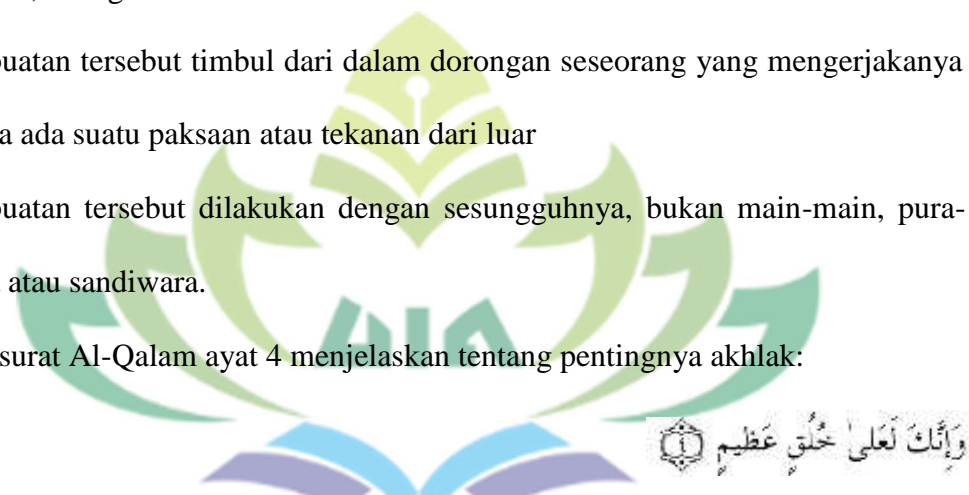 buatan tersebut timbul dari dalam dorongan seseorang yang mengerjakanya
a ada suatu paksaan atau tekanan dari luar
buatan tersebut dilakukan dengan sesungguhnya, bukan main-main, pura-
atau sandiwara.
surat Al-Qalam ayat 4 menjelaskan tentang pentingnya akhlak:
وَإِنَّكَ لَعَلىٰ خُلُقٍ عَظِيمٍ ﴿٤﴾